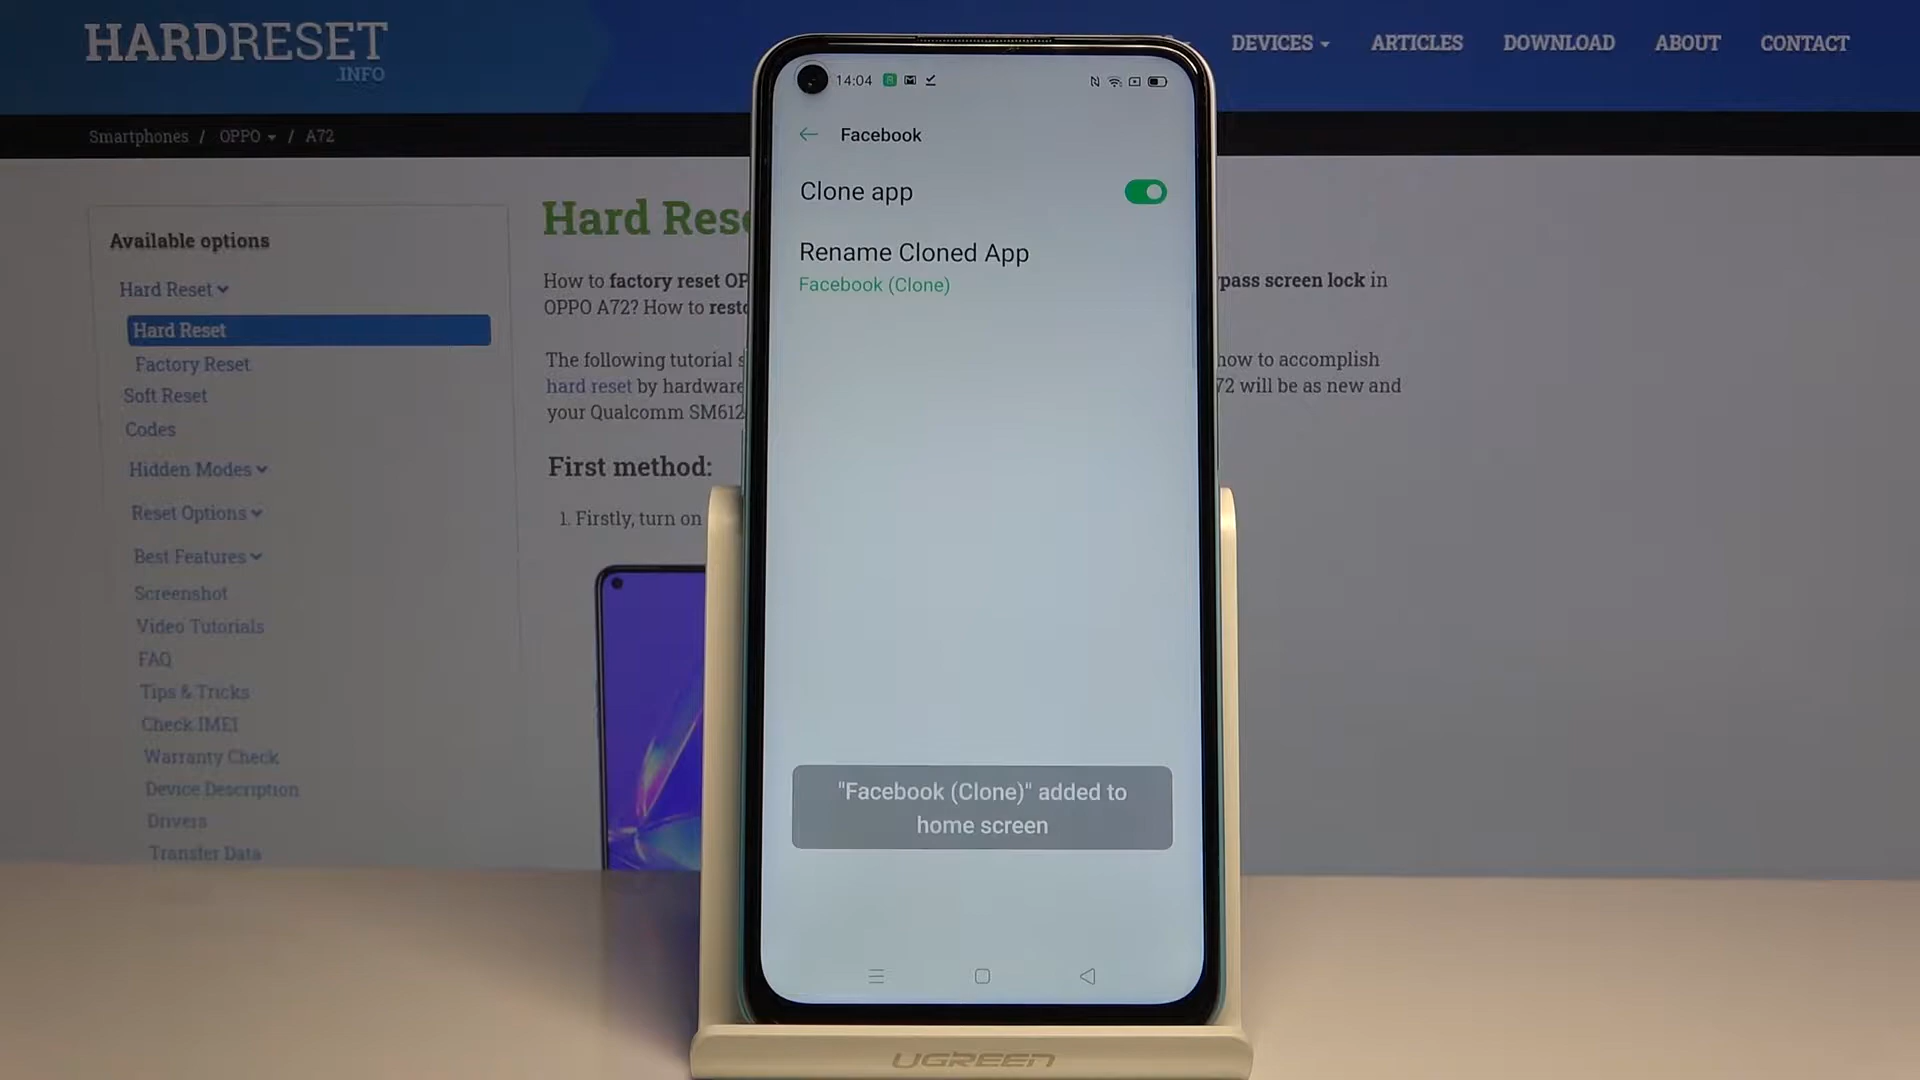 HARDRESET
.INFO
DEVICES
ARTICLES
DOWNLOAD
ABOUT
CONTACT
Smartphones / OPPO / A72
Available options
Hard Reset
Hard Reset
Factory Reset
Soft Reset
Codes
Hidden Modes
Reset Options
Best Features
Screenshot
Video Tutorials
FAQ
Tips & Tricks
Check IMEI
Warranty Check
Device Description
Drivers
Transfer Data
Hard Res
How to factory reset OP
pass screen lock in
OPPO A72? How to resto
The following tutorial s
how to accomplish
hard reset by hardware
72 will be as new and
your Qualcomm SM612
First method:
1. Firstly, turn on
14:04
Facebook
Clone app
Rename Cloned App
Facebook (Clone)
"Facebook (Clone)" added to
home screen
UGREEN